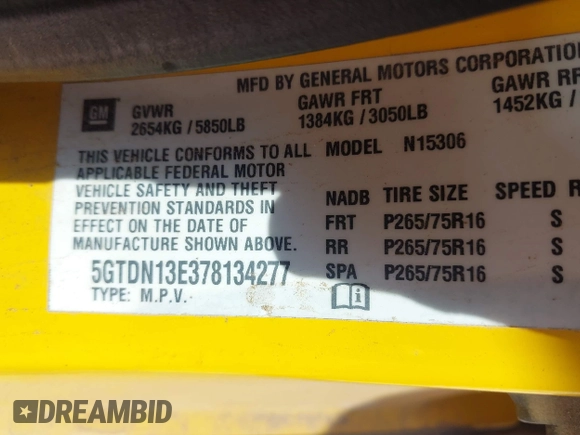 MFD BY GENERAL MOTORS CORPORATION
GM
GVWR
2654KG / 5850LB
GAWR FRT
1384KG / 3050LB
GAWR RR
1452KG /
THIS VEHICLE CONFORMS TO ALL
APPLICABLE FEDERAL MOTOR
VEHICLE SAFETY AND THEFT
PREVENTION STANDARDS IN
EFFECT ON THE DATE OF
MANUFACTURE SHOWN ABOVE.
5GTDN13E378134277
TYPE: M.P.V.
MODEL N15306
NADB TIRE SIZE SPEED R
FRT P265/75R16 S
RR P265/75R16 S
SPA P265/75R16 S
DREAMBID